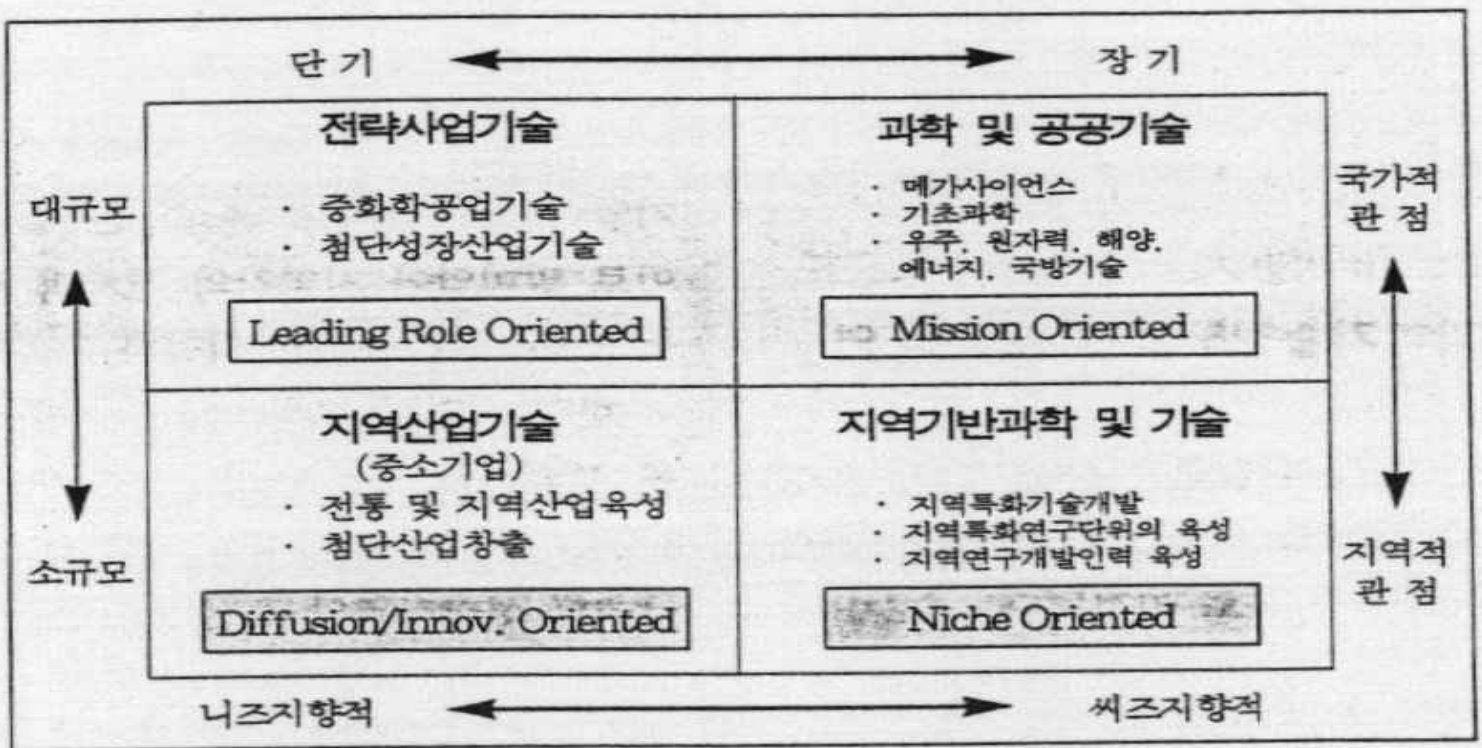 단 기
장 기
대규모
소규모
전략사업기술
· 중화학공업기술
· 첨단성장산업기술
Leading Role Oriented
과학 및 공공기술
· 메가사이언스
· 기초과학
· 우주, 원자력, 해양,
에너지, 국방기술
Mission Oriented
국가적
관 점
지역산업기술
(중소기업)
· 전통 및 지역산업육성
· 첨단산업창출
Diffusion/Innov. Oriented
지역기반과학 및 기술
· 지역특화기술개발
· 지역특화연구단위의 육성
· 지역연구개발인력 육성
Niche Oriented
지역적
관 점
니즈지향적
씨즈지향적